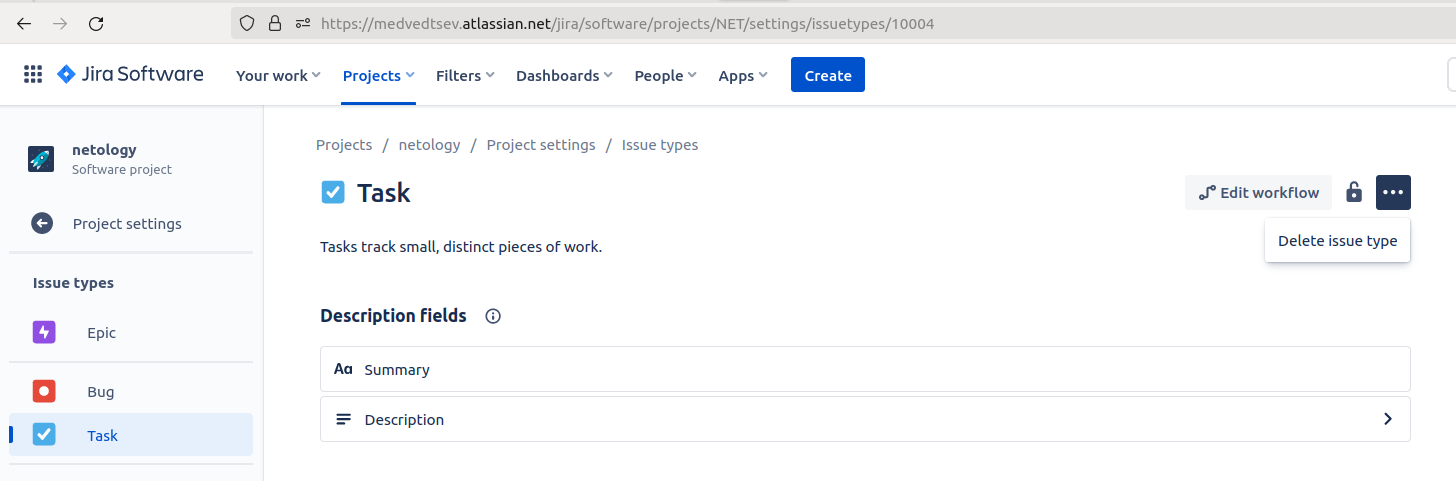 https://medvedtsev.atlassian.net/jira/software/projects/NET/settings/issuetypes/10004
Jira Software Your work Projects Filters Dashboards People Apps Create
netology
Software project
Project settings
Issue types
Epic
Bug
Task
Projects / netology / Project settings / Issue types
Task
Edit workflow
Delete issue type
Tasks track small, distinct pieces of work.
Description fields
Aa Summary
Description